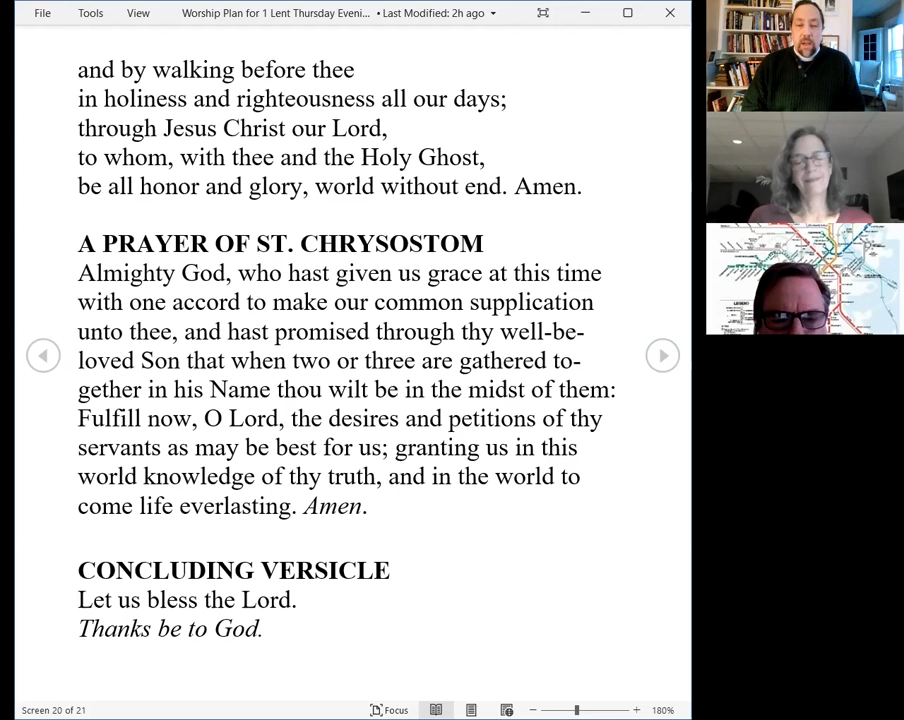 File Tools View Worship Plan for 1 Lent Thursday Eveni... • Last Modified: 2h ago
and by walking before thee
in holiness and righteousness all our days;
through Jesus Christ our Lord,
to whom, with thee and the Holy Ghost,
be all honor and glory, world without end. Amen.
A PRAYER OF ST. CHRYSOSTOM
Almighty God, who hast given us grace at this time
with one accord to make our common supplication
unto thee, and hast promised through thy well-be-
loved Son that when two or three are gathered to-
gether in his Name thou wilt be in the midst of them:
Fulfill now, O Lord, the desires and petitions of thy
servants as may be best for us; granting us in this
world knowledge of thy truth, and in the world to
come life everlasting. Amen.
CONCLUDING VERSICLE
Let us bless the Lord.
Thanks be to God.
Screen 20 of 21 Focus 180%
LEGEND